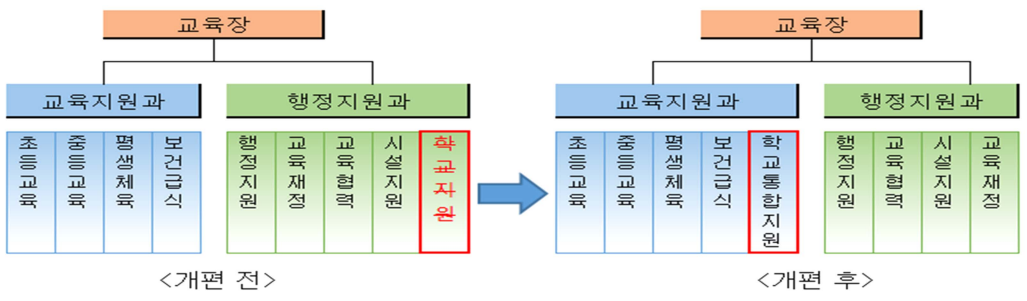 교육장
교육지원과
행정지원과
초등교육
중등교육
평생체육
보건급식
행정지원
교육재정
교육협력
시설지원
학교지원
<개편 전>
교육장
교육지원과
행정지원과
초등교육
중등교육
평생체육
보건급식
학교통합지원
행정지원
교육협력
시설지원
교육재정
<개편 후>